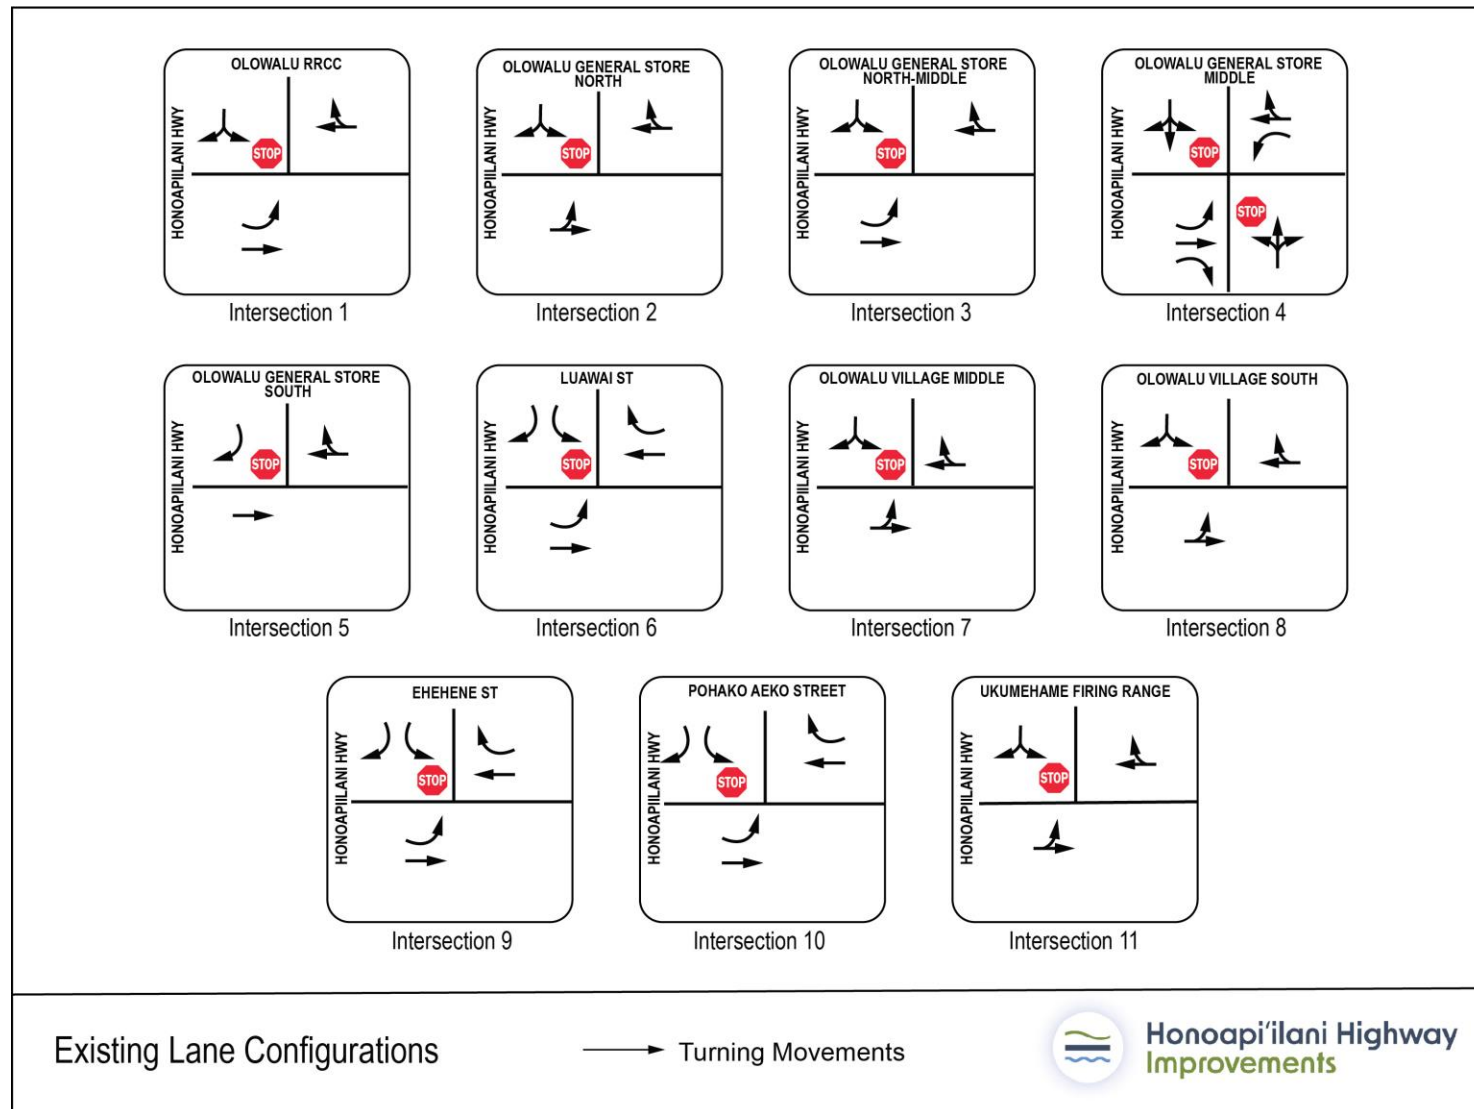 OLOWALU RRCC
HONOAPIILANI HWY
STOP
Intersection 1
OLOWALU GENERAL STORE
NORTH
HONOAPIILANI HWY
STOP
Intersection 2
OLOWALU GENERAL STORE
NORTH-MIDDLE
HONOAPIILANI HWY
STOP
Intersection 3
OLOWALU GENERAL STORE
MIDDLE
HONOAPIILANI HWY
STOP
STOP
Intersection 4
OLOWALU GENERAL STORE
SOUTH
HONOAPIILANI HWY
STOP
Intersection 5
LUAWAI ST
HONOAPIILANI HWY
STOP
Intersection 6
OLOWALU VILLAGE MIDDLE
HONOAPIILANI HWY
STOP
Intersection 7
OLOWALU VILLAGE SOUTH
HONOAPIILANI HWY
STOP
Intersection 8
EHEHENE ST
HONOAPIILANI HWY
STOP
Intersection 9
POHAKO AEKO STREET
HONOAPIILANI HWY
STOP
Intersection 10
UKUMEHAME FIRING RANGE
HONOAPIILANI HWY
STOP
Intersection 11
Existing Lane Configurations
Turning Movements
Honoapi‘ilani Highway
Improvements